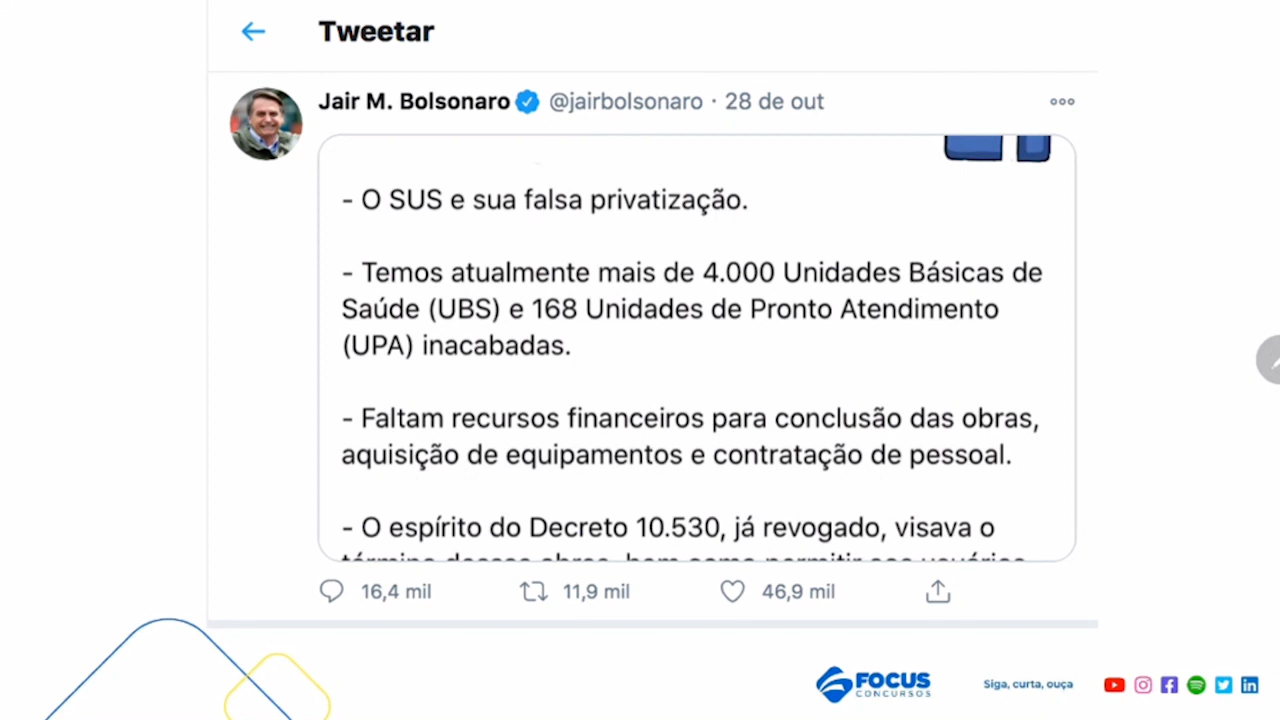 Tweetar
Jair M. Bolsonaro @jairbolsonaro · 28 de out
- O SUS e sua falsa privatização.
- Temos atualmente mais de 4.000 Unidades Básicas de
Saúde (UBS) e 168 Unidades de Pronto Atendimento
(UPA) inacabadas.
- Faltam recursos financeiros para conclusão das obras,
aquisição de equipamentos e contratação de pessoal.
- O espírito do Decreto 10.530, já revogado, visava o
16,4 mil 11,9 mil 46,9 mil
FOCUS
CONCURSOS
Siga, curta, ouça